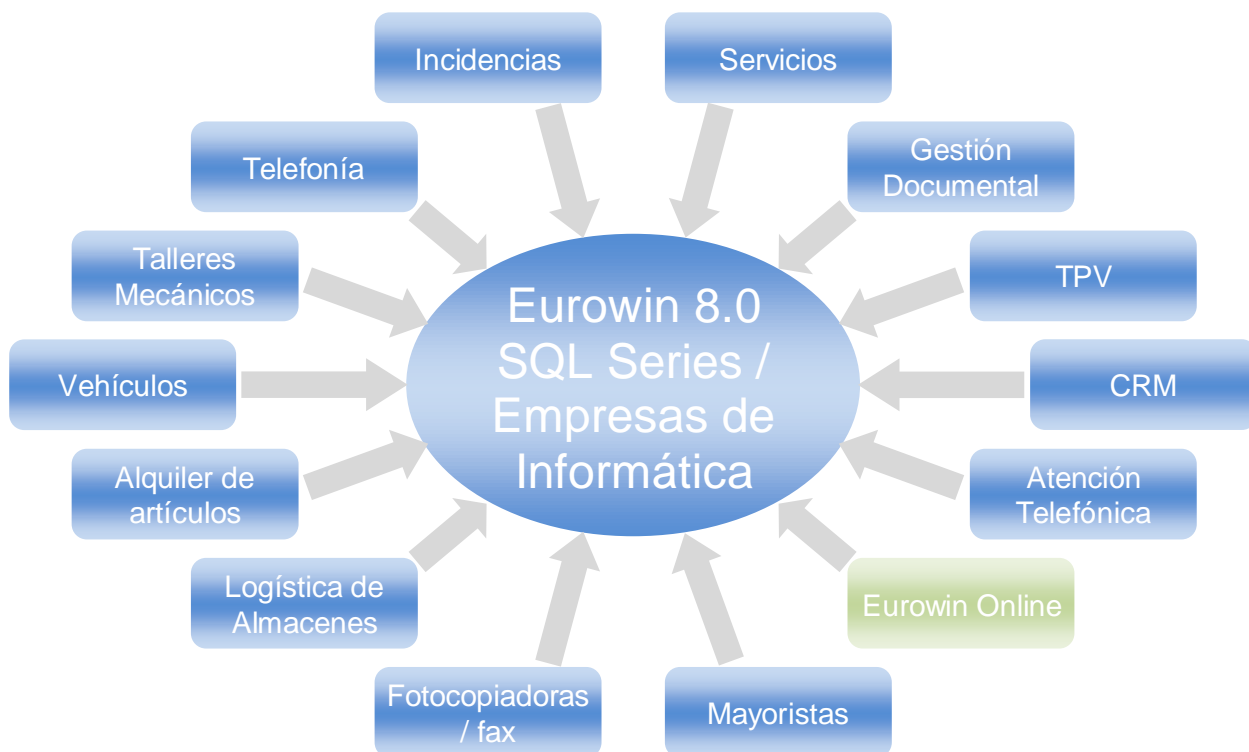 Incidencias
Servicios
Telefonía
Gestión
Documental
Talleres
Mecánicos
TPV
Eurowin 8.0
SQL Series /
Empresas de
Informática
Vehículos
CRM
Alquiler de
artículos
Atención
Telefónica
Logística de
Almacenes
Eurowin Online
Fotocopiadoras
/ fax
Mayoristas